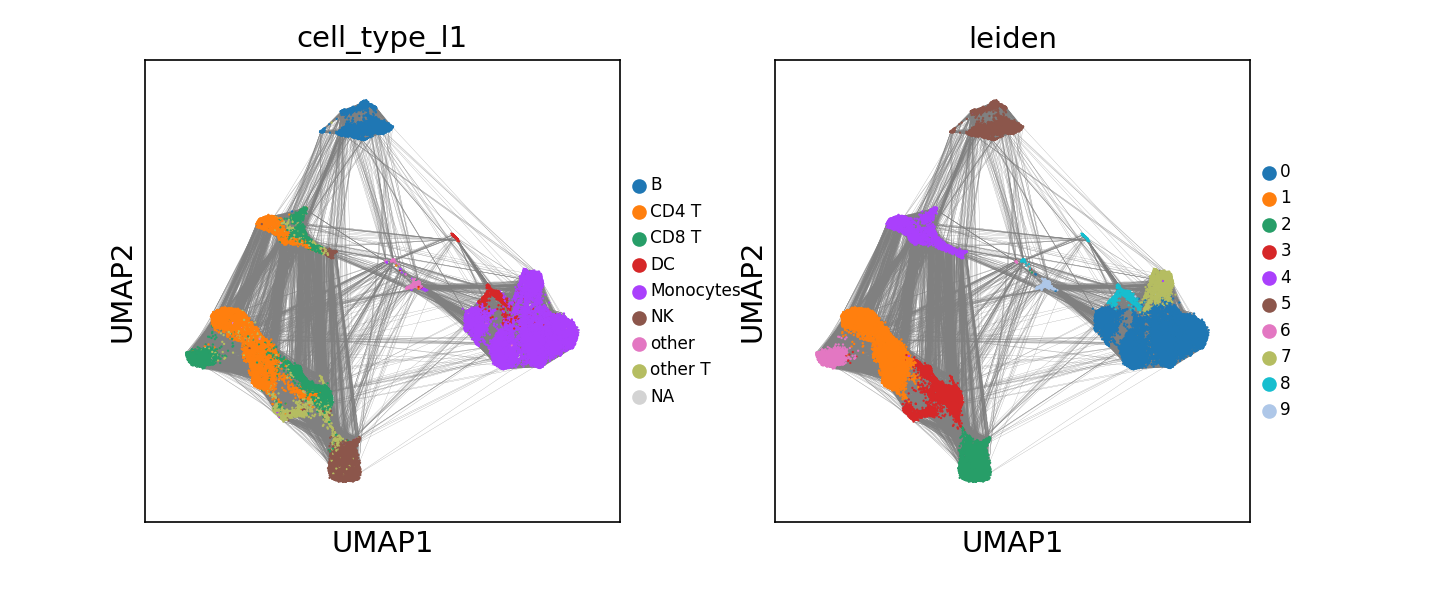 cell_type_l1
UMAP2
UMAP1
B
CD4 T
CD8 T
DC
Monocytes
NK
other
other T
NA
leiden
UMAP2
UMAP1
0
1
2
3
4
5
6
7
8
9